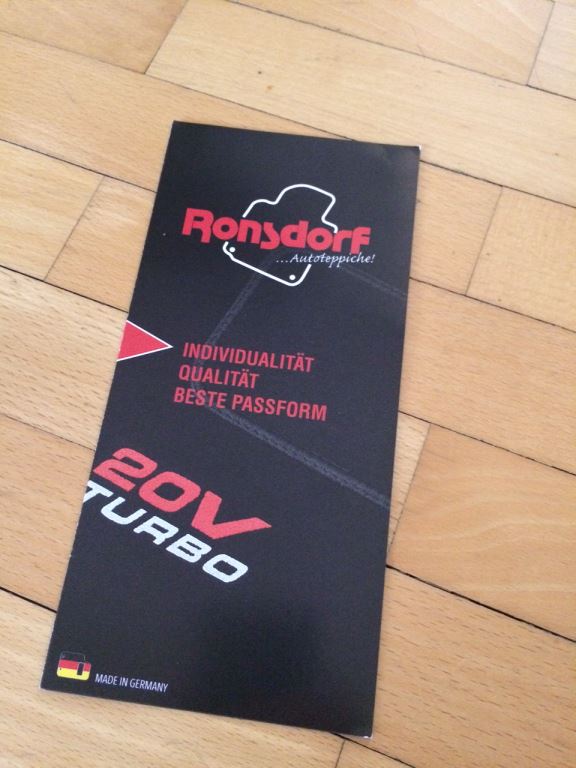 Ronsdorf
...Autoteppiche!
INDIVIDUALITÄT
QUALITÄT
BESTE PASSFORM
20V
TURBO
MADE IN GERMANY